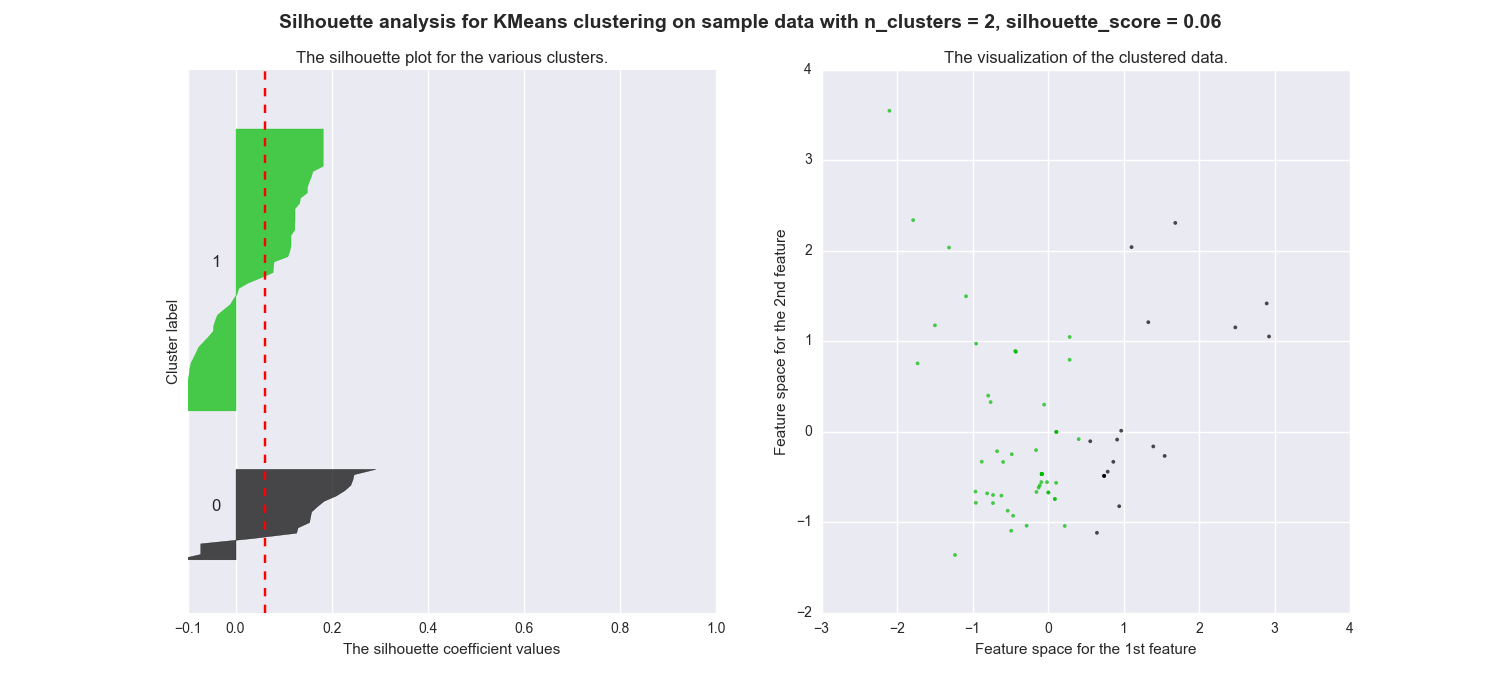 Silhouette analysis for KMeans clustering on sample data with n_clusters = 2, silhouette_score = 0.06
The silhouette plot for the various clusters.
Cluster label
1
0
−0.1 0.0 0.2 0.4 0.6 0.8 1.0
The silhouette coefficient values
The visualization of the clustered data.
Feature space for the 2nd feature
4
3
2
1
0
−1
−2
−3 −2 −1 0 1 2 3 4
Feature space for the 1st feature